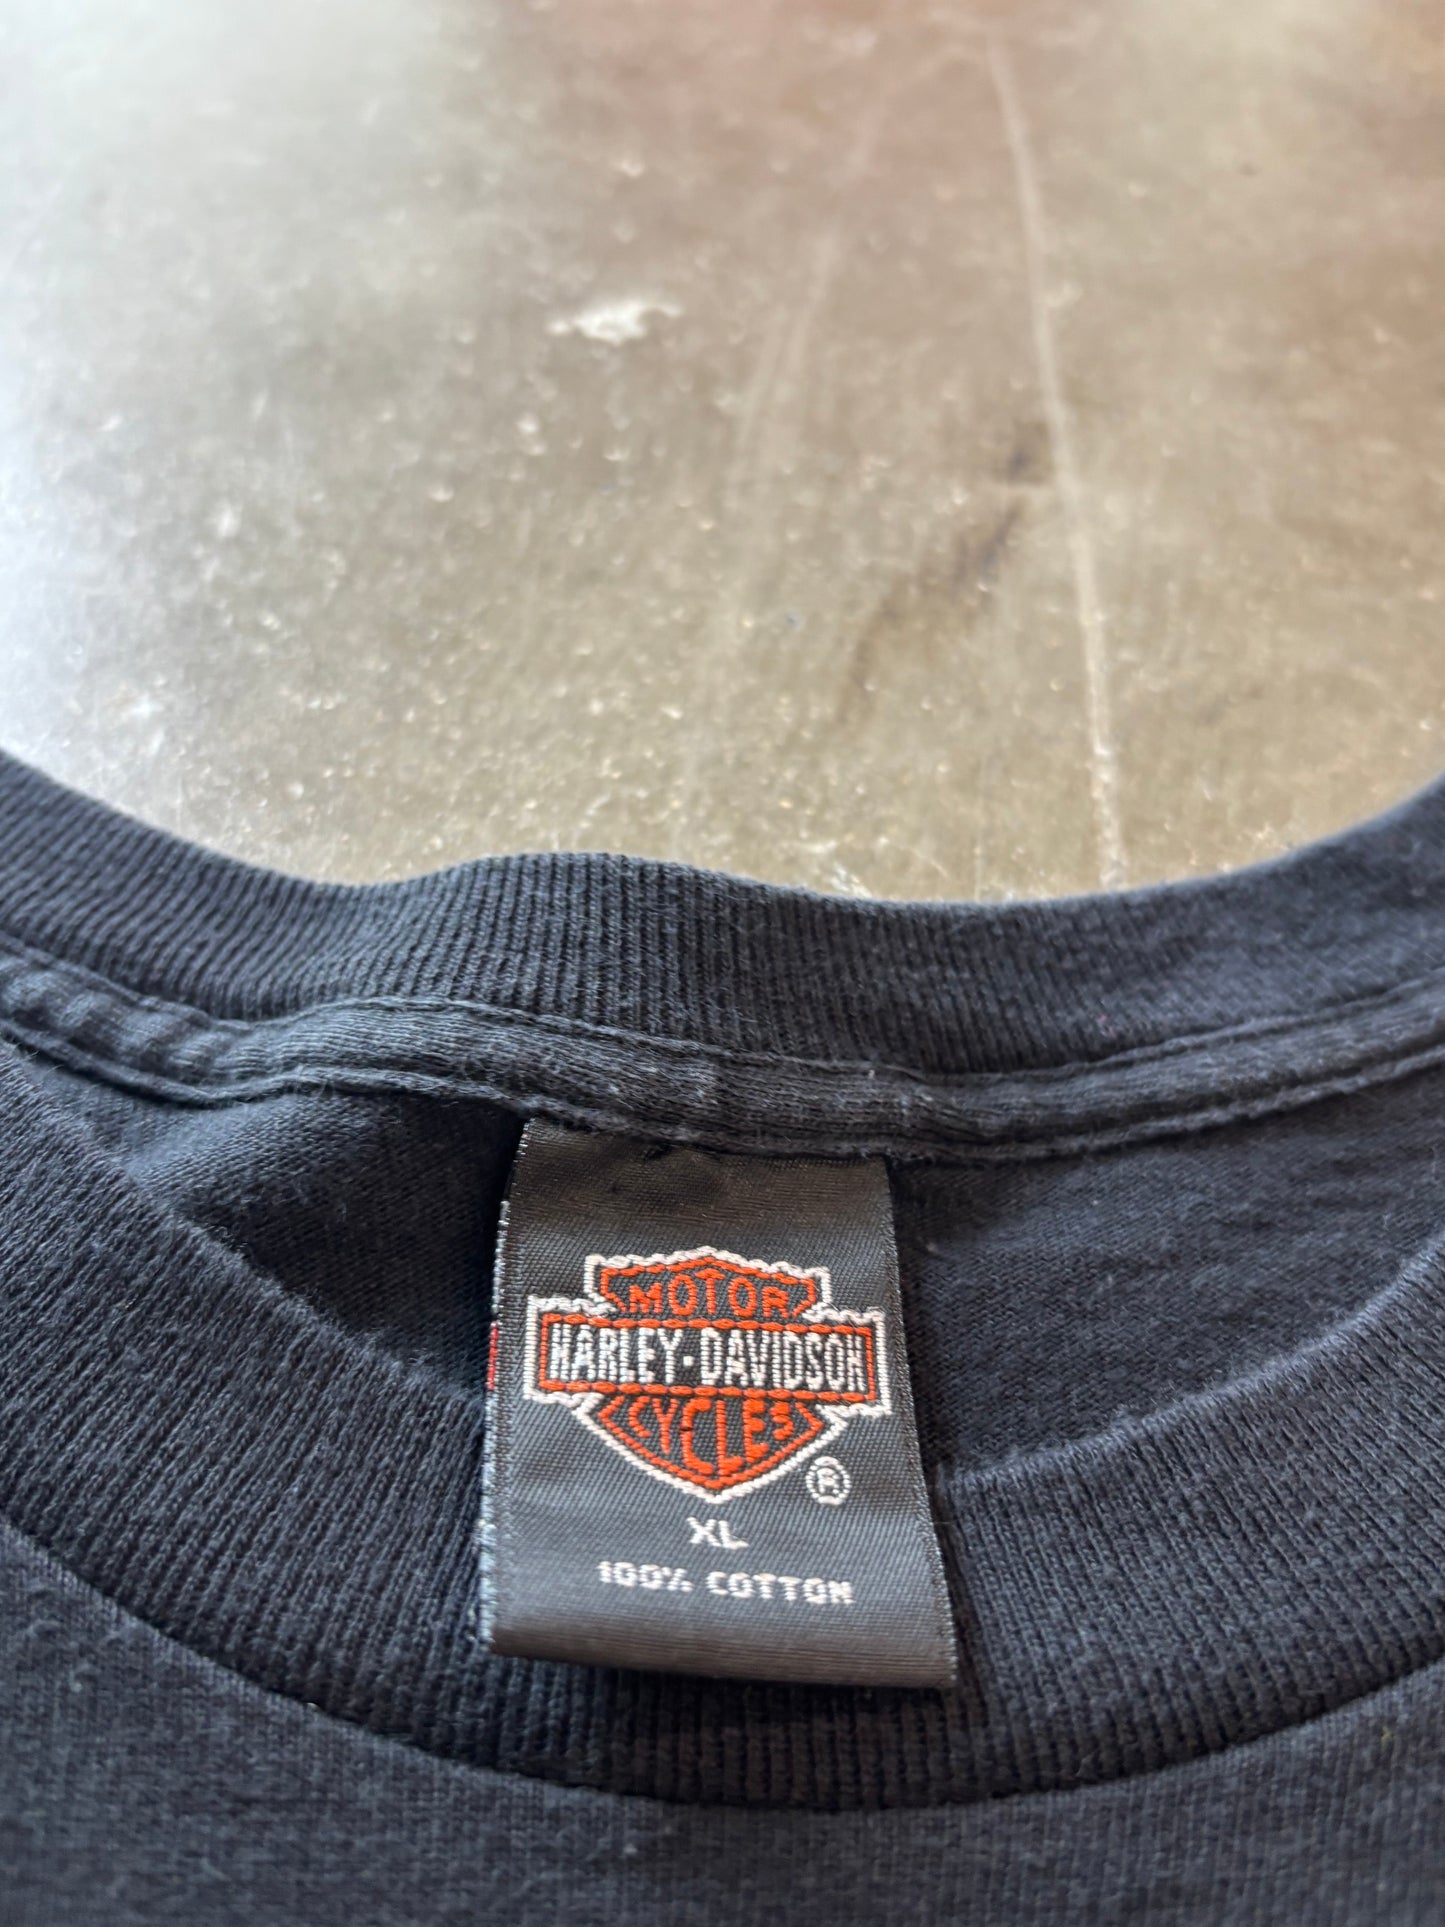 MOTOR
HARLEY-DAVIDSON
CYCLES
®
XL
100% COTTON